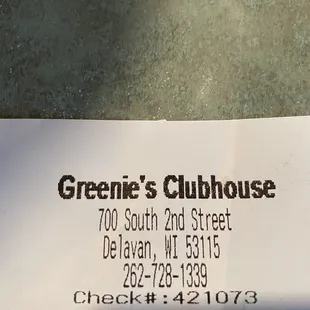 Greenie's Clubhouse
700 South 2nd Street
Delavan, WI 53115
262-728-1339
Check#:421073